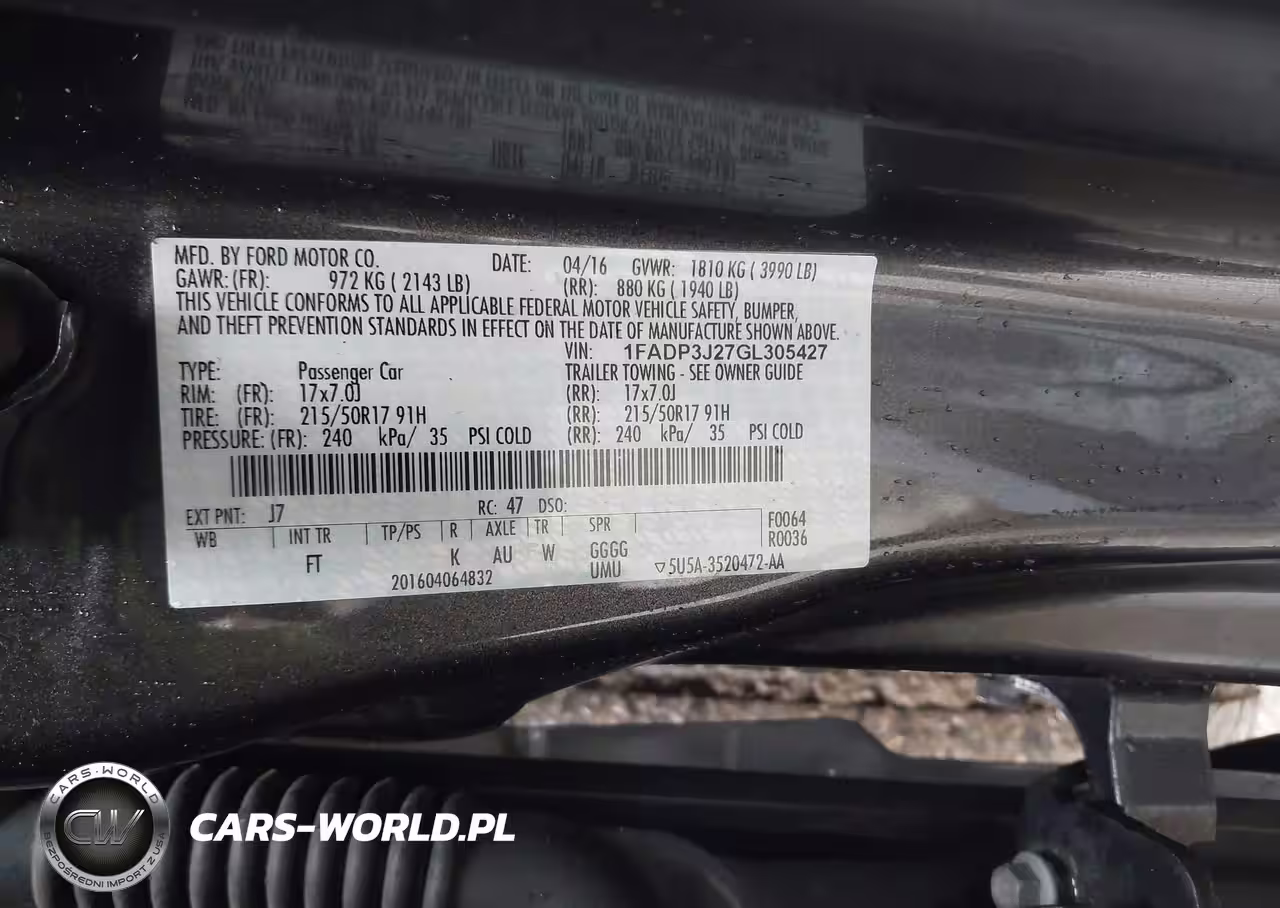 MFD. BY FORD MOTOR CO. DATE: 04/16 GVWR: 1810 KG ( 3990 LB)
GAWR: (FR): 972 KG ( 2143 LB) (RR): 880 KG ( 1940 LB)
THIS VEHICLE CONFORMS TO ALL APPLICABLE FEDERAL MOTOR VEHICLE SAFETY, BUMPER,
AND THEFT PREVENTION STANDARDS IN EFFECT ON THE DATE OF MANUFACTURE SHOWN ABOVE.
VIN: 1FADP3J27GL305427
TYPE: Passenger Car TRAILER TOWING - SEE OWNER GUIDE
RIM: (FR): 17x7.0J (RR): 17x7.0J
TIRE: (FR): 215/50R17 91H (RR): 215/50R17 91H
PRESSURE: (FR): 240 kPa/ 35 PSI COLD (RR): 240 kPa/ 35 PSI COLD
EXT PNT: J7 RC: 47 DSO:
WB INT TR TP/PS R AXLE TR SPR F0064
R0036
FT K AU W GGGG
UMU ▽5U5A-3520472-AA
201604064832
CARS-WORLD
CW
BEZPOŚREDNI IMPORT Z USA
CARS-WORLD.PL